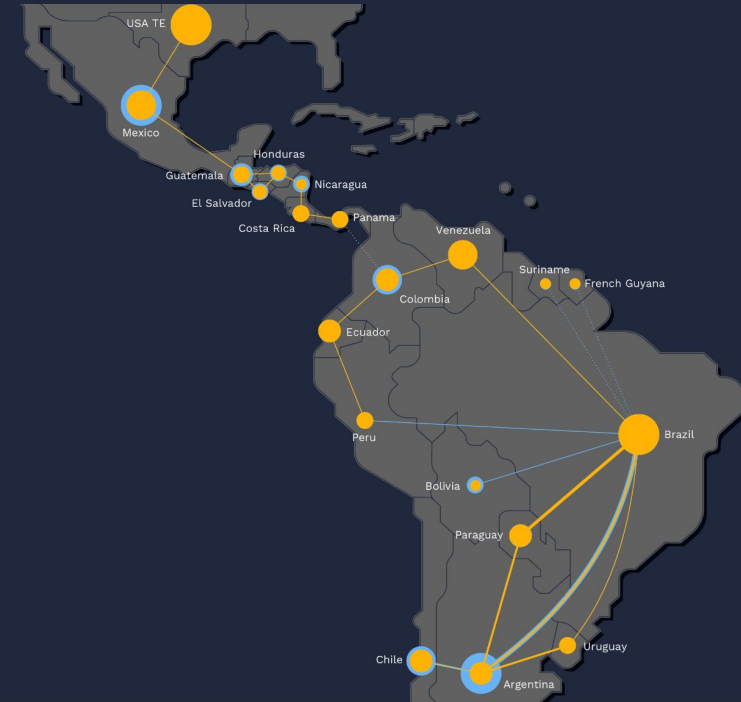 USA TE
Mexico
Honduras
Guatemala
Nicaragua
El Salvador
Costa Rica
Panama
Venezuela
Suriname
French Guyana
Colombia
Ecuador
Peru
Brazil
Bolivia
Paraguay
Uruguay
Chile
Argentina